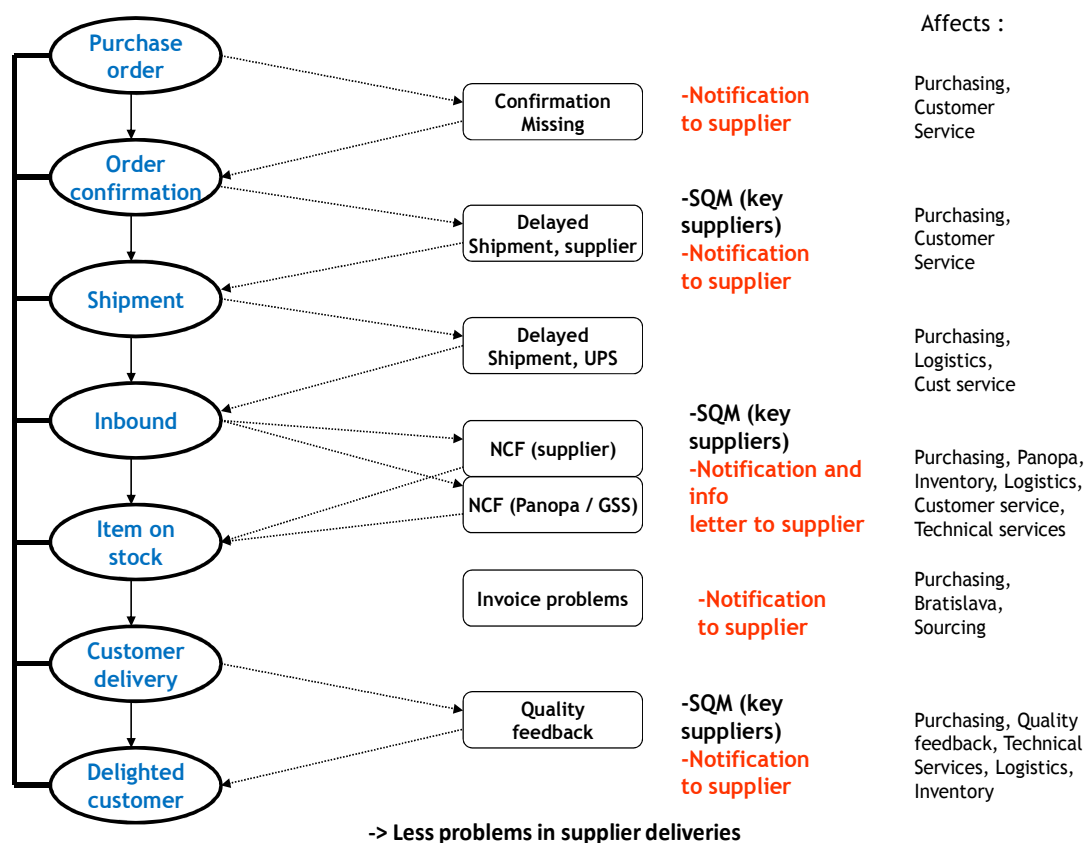 Affects :
Purchase
order
Confirmation
Missing
-Notification
to supplier
Purchasing,
Customer
Service
Order
confirmation
Delayed
Shipment, supplier
-SQM (key
suppliers)
-Notification
to supplier
Purchasing,
Customer
Service
Shipment
Delayed
Shipment, UPS
Purchasing,
Logistics,
Cust service
Inbound
NCF (supplier)
NCF (Panopa / GSS)
-SQM (key
suppliers)
-Notification and
info
letter to supplier
Purchasing, Panopa,
Inventory, Logistics,
Customer service,
Technical services
Item on
stock
Invoice problems
-Notification
to supplier
Purchasing,
Bratislava,
Sourcing
Customer
delivery
Quality
feedback
-SQM (key
suppliers)
-Notification
to supplier
Purchasing, Quality
feedback, Technical
Services, Logistics,
Inventory
Delighted
customer
-> Less problems in supplier deliveries